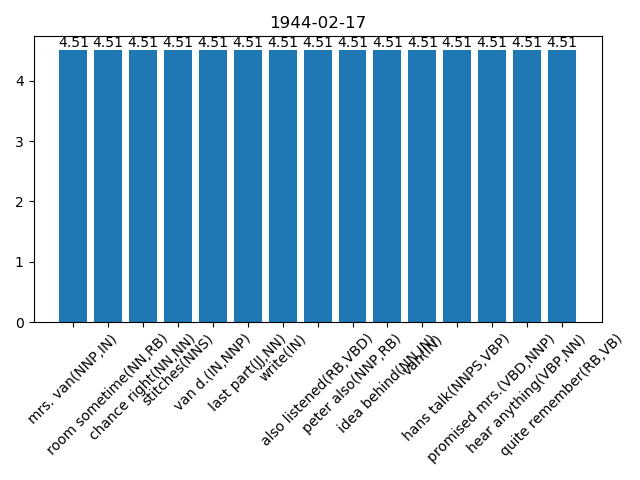 1944-02-17
4.51 4.51 4.51 4.51 4.51 4.51 4.51 4.51 4.51 4.51 4.51 4.51 4.51 4.51 4.51
4
3
2
1
0
mrs. van(NNP,IN)
room sometime(NN,RB)
chance right(NN,NN)
stitches(NNS)
van d.(IN,NNP)
last part(JJ,NN)
write(IN)
also listened(RB,VBD)
peter also(NNP,RB)
idea behind(NN,IN)
van(IN)
hans talk(NNPS,VBP)
promised mrs.(VBD,NNP)
hear anything(VBP,NN)
quite remember(RB,VB)